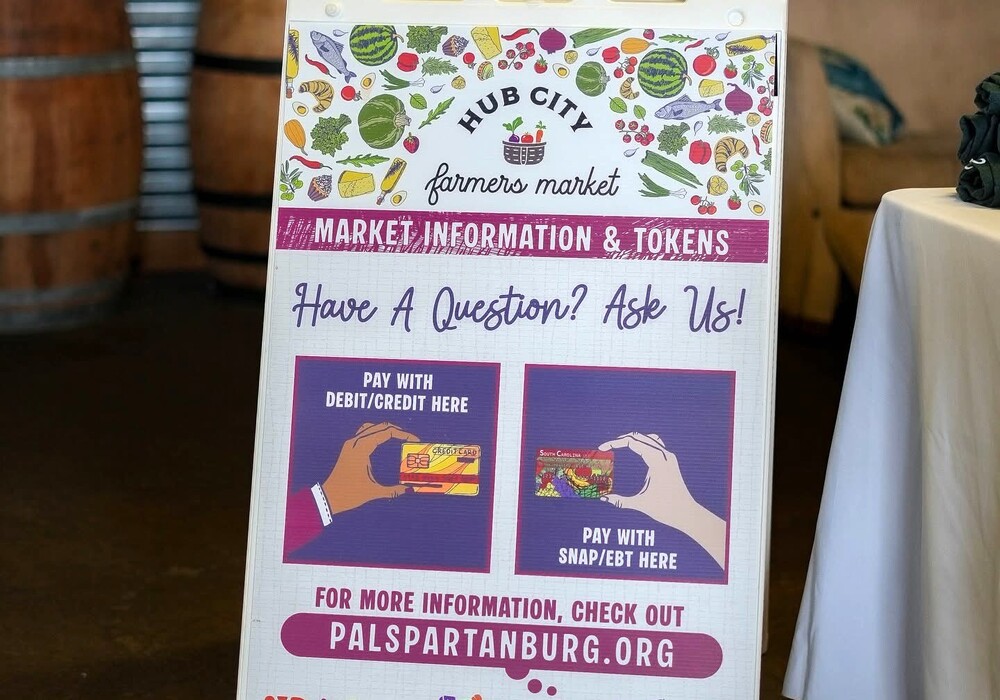 HUB CITY
farmers market
MARKET INFORMATION & TOKENS
Have A Question? Ask Us!
PAY WITH
DEBIT/CREDIT HERE
CREDIT CARD
SOUTH CAROLINA
PAY WITH
SNAP/EBT HERE
FOR MORE INFORMATION, CHECK OUT
PALSPARTANBURG.ORG